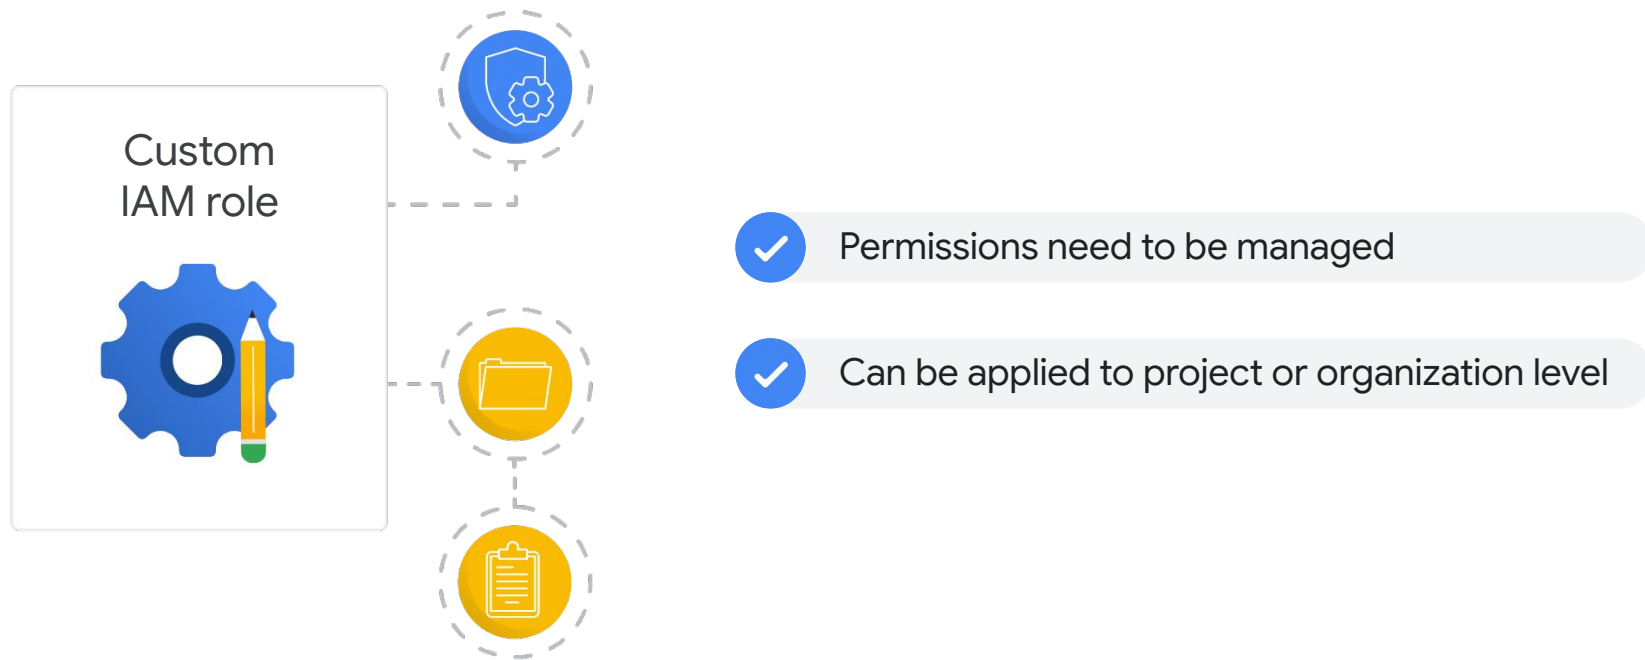 Custom
IAM role
Permissions need to be managed
Can be applied to project or organization level